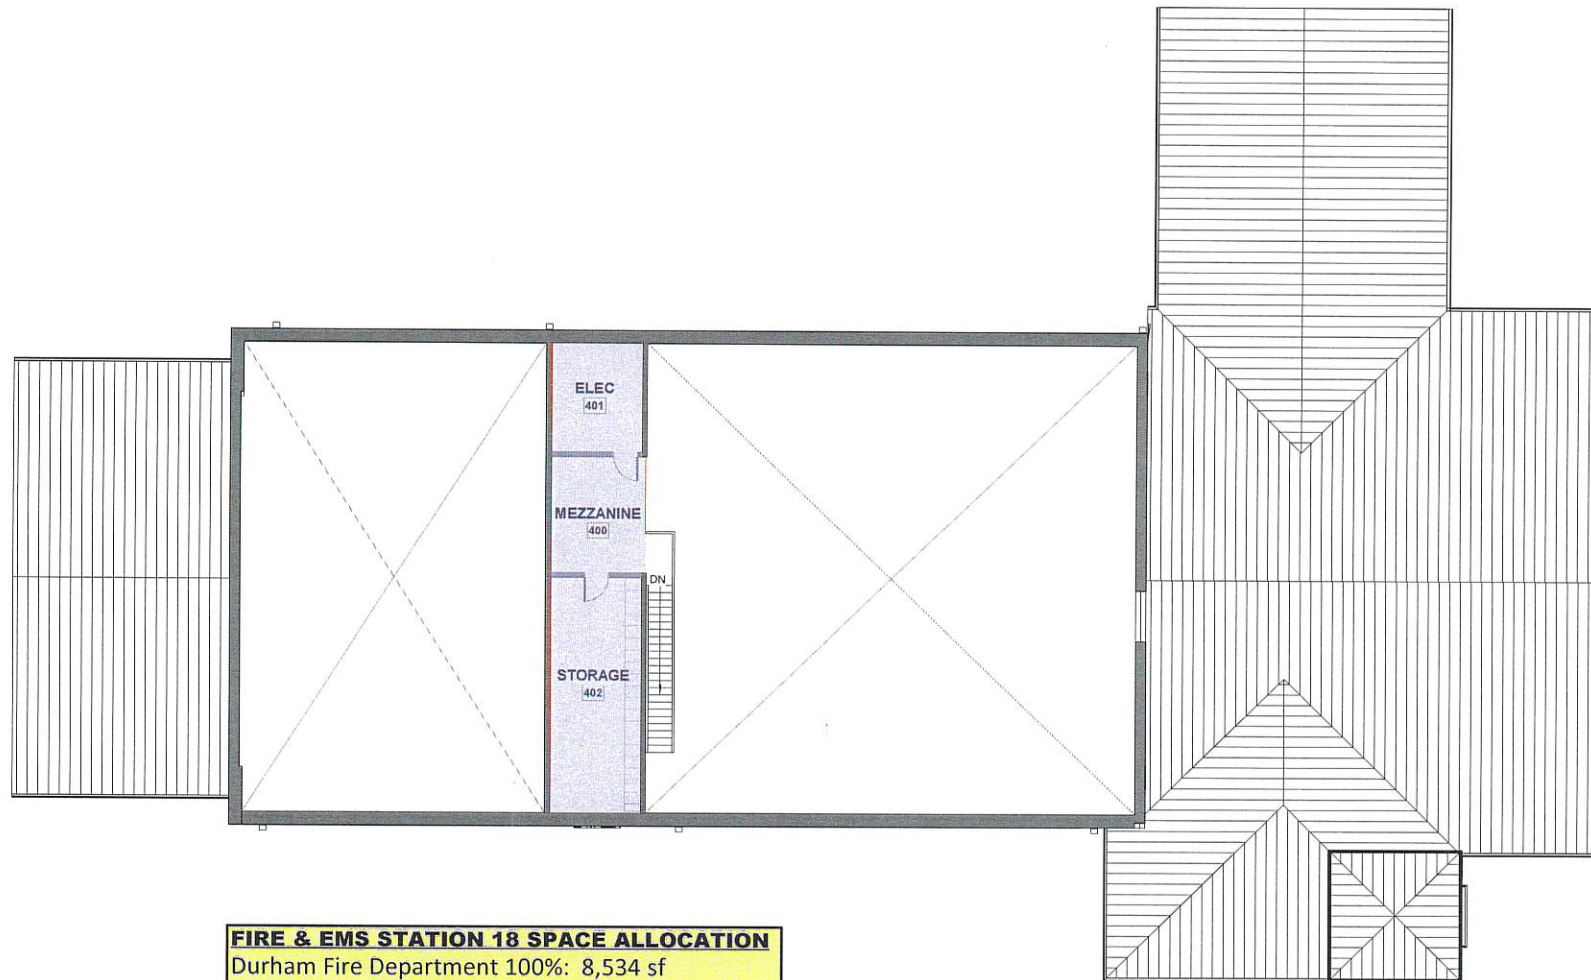 ELEC
401
MEZZANINE
400
DN
STORAGE
402
FIRE & EMS STATION 18 SPACE ALLOCATION
Durham Fire Department 100%: 8,534 sf